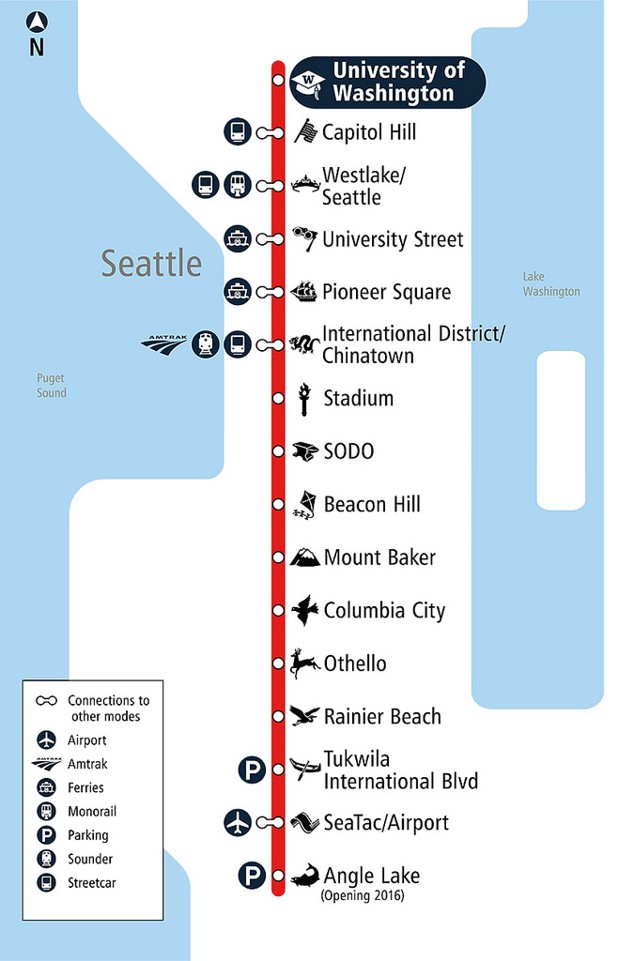 N
University of
Washington
Capitol Hill
Westlake/
Seattle
University Street
Seattle
Pioneer Square
Lake
Washington
AMTRAK
International District/
Chinatown
Puget
Sound
Stadium
SODO
Beacon Hill
Mount Baker
Columbia City
Othello
Rainier Beach
P
Tukwila
International Blvd
SeaTac/Airport
P
Angle Lake
(Opening 2016)
Connections to
other modes
Airport
AMTRAK
Amtrak
Ferries
Monorail
P
Parking
Sounder
Streetcar
W